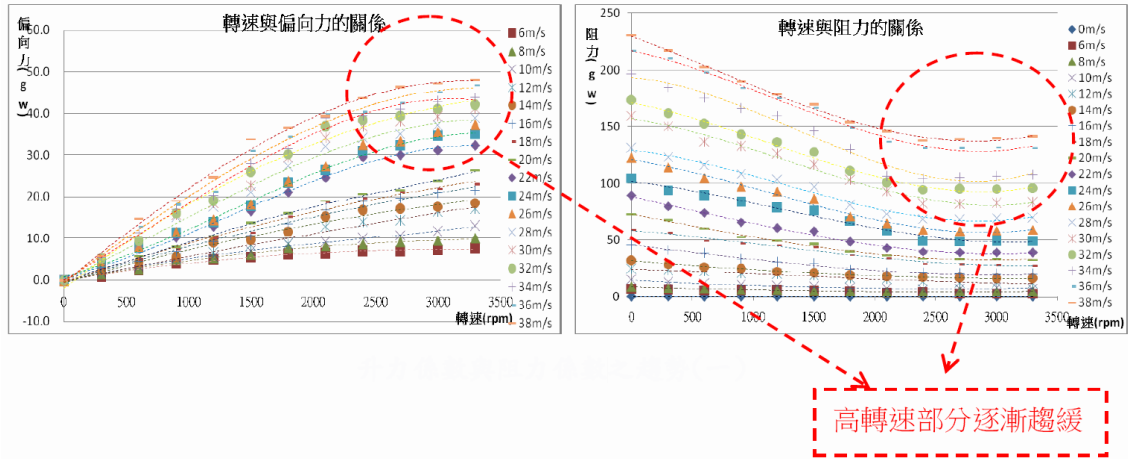 轉速與偏向力的關係
偏向力(gw)
60.0
50.0
40.0
30.0
20.0
10.0
0.0
-10.0
0
500
1000
1500
2000
2500
3000
3500
轉速(rpm)
6m/s
8m/s
10m/s
12m/s
14m/s
16m/s
18m/s
20m/s
22m/s
24m/s
26m/s
28m/s
30m/s
32m/s
34m/s
36m/s
38m/s
轉速與阻力的關係
阻力(gw)
250
200
150
100
50
0
0
500
1000
1500
2000
2500
3000
3500
轉速(rpm)
0m/s
6m/s
8m/s
10m/s
12m/s
14m/s
16m/s
18m/s
20m/s
22m/s
24m/s
26m/s
28m/s
30m/s
32m/s
34m/s
36m/s
38m/s
高轉速部分逐漸趨緩